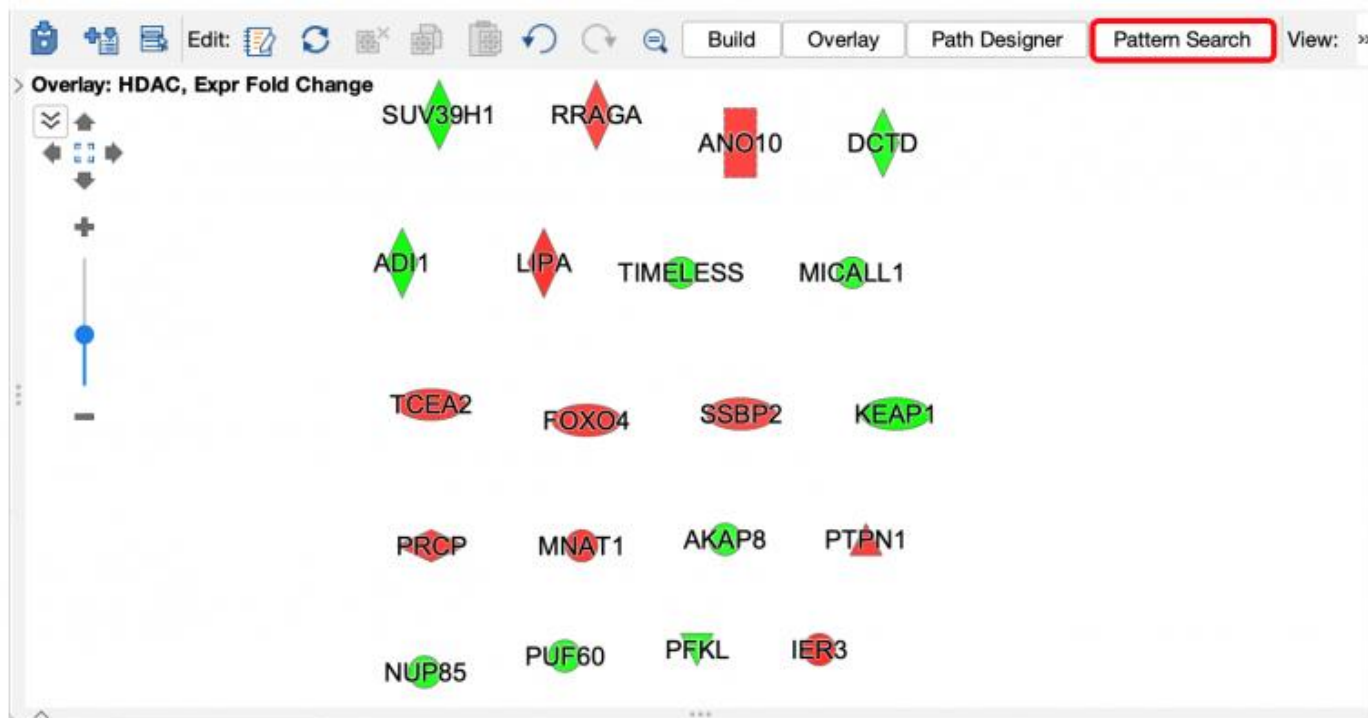 Edit: Build Overlay Path Designer Pattern Search View: »
Overlay: HDAC, Expr Fold Change
SUV39H1 RRAGA ANO10 DCTD
ADI1 LIPA TIMELESS MICALL1
TCEA2 FOXO4 SSBP2 KEAP1
PRCP MNAT1 AKAP8 PTPN1
NUP85 PUF60 PFKL IER3